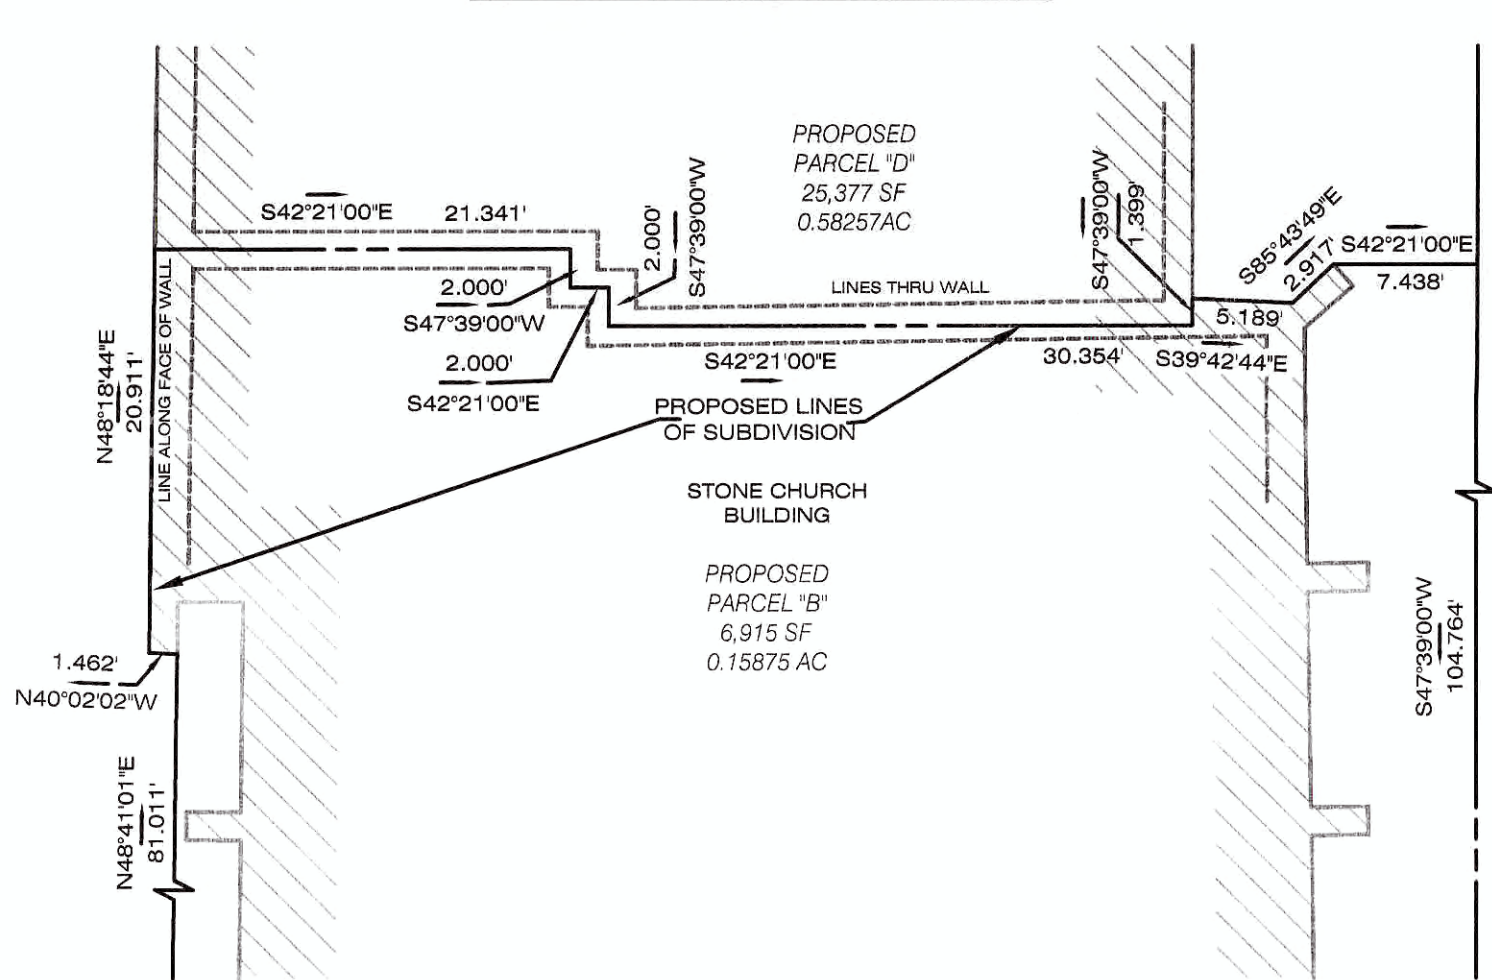 PROPOSED
PARCEL "D"
25,377 SF
0.58257AC
S42°21'00"E
21.341'
2.000'
S47°39'00"W
S47°39'00"W
1.399'
S85°43'49"E
2.917'
S42°21'00"E
7.438'
LINES THRU WALL
2.000'
S47°39'00"W
5.189'
S39°42'44"E
2.000'
S42°21'00"E
S42°21'00"E
30.354'
N48°18'44"E
20.911'
LINE ALONG FACE OF WALL
PROPOSED LINES
OF SUBDIVISION
STONE CHURCH
BUILDING
PROPOSED
PARCEL "B"
6,915 SF
0.15875 AC
1.462'
N40°02'02"W
S47°39'00"W
104.764'
N48°41'01"E
81.011'